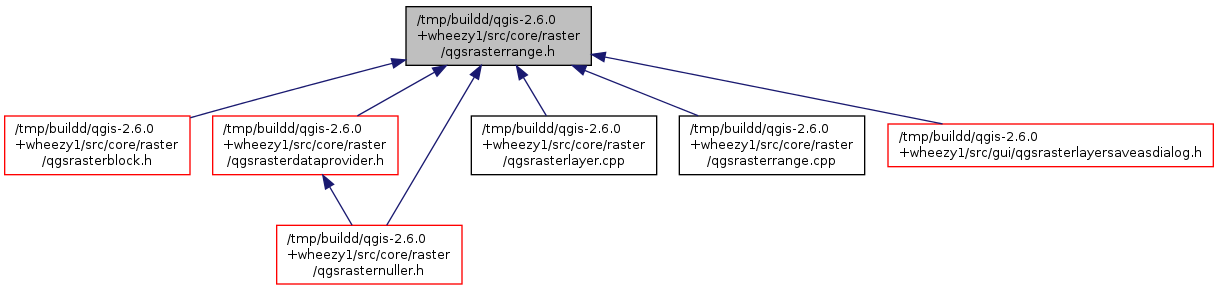 /tmp/buildd/qgis-2.6.0
+wheezy1/src/core/raster
/qgsrasterrange.h
/tmp/buildd/qgis-2.6.0
+wheezy1/src/core/raster
/qgsrasterblock.h
/tmp/buildd/qgis-2.6.0
+wheezy1/src/core/raster
/qgsrasterdataprovider.h
/tmp/buildd/qgis-2.6.0
+wheezy1/src/core/raster
/qgsrasterlayer.cpp
/tmp/buildd/qgis-2.6.0
+wheezy1/src/core/raster
/qgsrasterrange.cpp
/tmp/buildd/qgis-2.6.0
+wheezy1/src/gui/qgsrasterlayersaveasdialog.h
/tmp/buildd/qgis-2.6.0
+wheezy1/src/core/raster
/qgsrasternuller.h